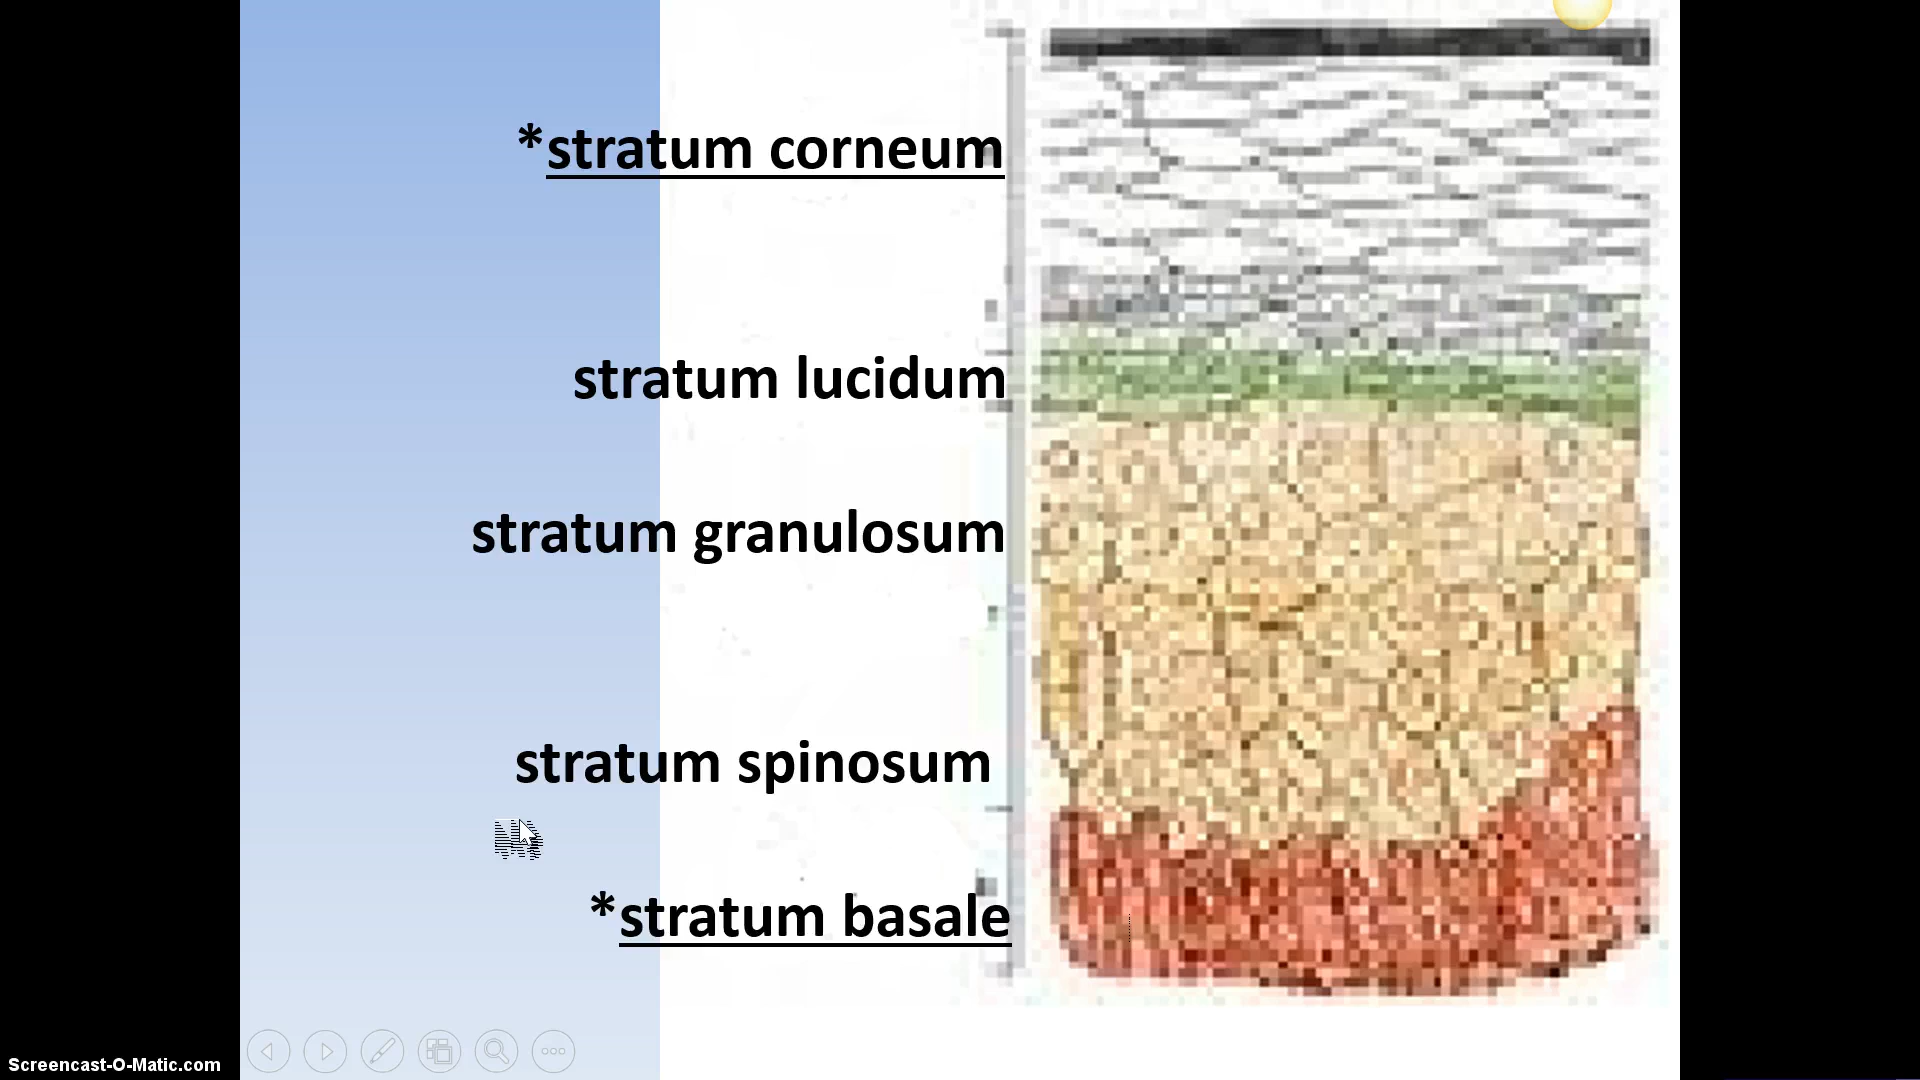 *stratum corneum
stratum lucidum
stratum granulosum
stratum spinosum
*stratum basale
Screencast-O-Matic.com